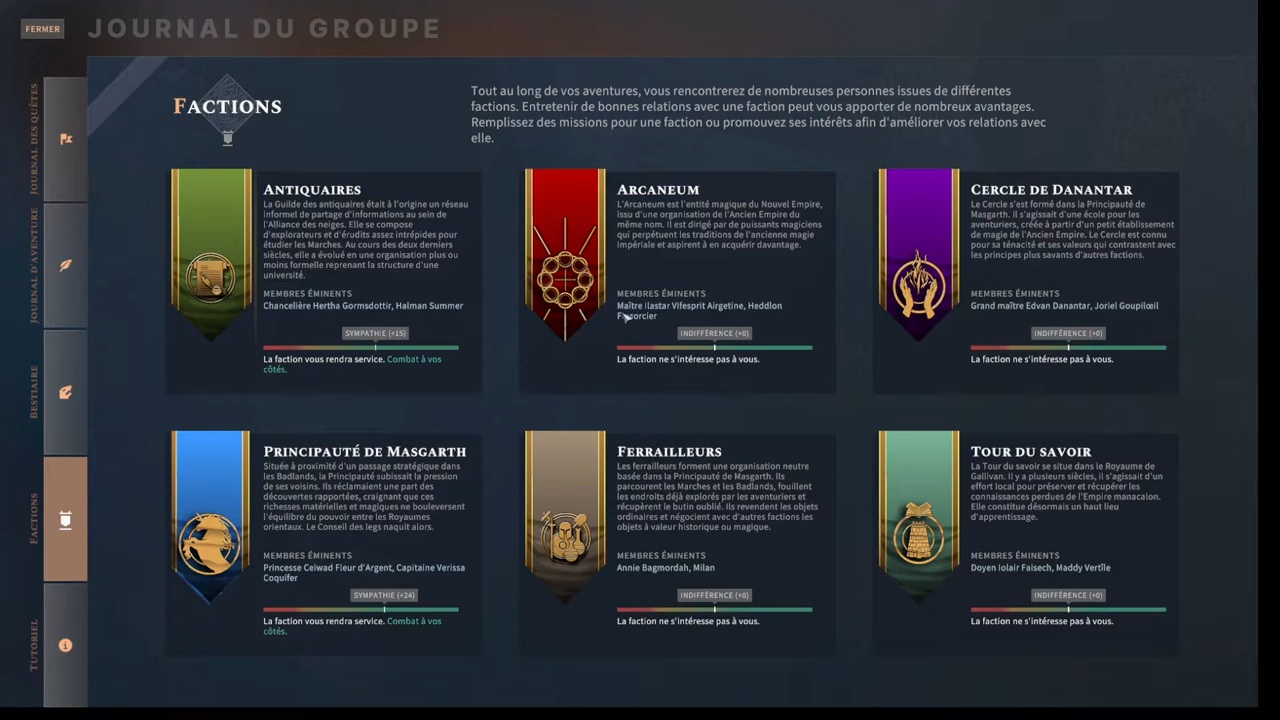 FERMER
JOURNAL DU GROUPE
JOURNAL DES QUÊTES
JOURNAL D'AVENTURE
BESTIAIRE
FACTIONS
TUTORIEL
FACTIONS
Tout au long de vos aventures, vous rencontrerez de nombreuses personnes issues de différentes
factions. Entretenir de bonnes relations avec une faction peut vous apporter de nombreux avantages.
Remplissez des missions pour une faction ou promouvez ses intérêts afin d'améliorer vos relations avec
elle.
ANTIQUAIRES
La Guilde des antiquaires était à l'origine un réseau
informel de partage d'informations au sein de
l'Alliance des neiges. Elle se compose
d'explorateurs et d'érudits assez intrépides pour
étudier les Marches. Au cours des deux derniers
siècles, elle a évolué en une organisation plus ou
moins formelle reprenant la structure d'une
université.
MEMBRES ÉMINENTS
Chancelière Hertha Gormsdottir, Halman Summer
SYMPATHIE (+15)
La faction vous rendra service. Combat à vos
côtés.
ARCANEUM
L'Arcaneum est l'entité magique du Nouvel Empire,
issu d'une organisation de l'Ancien Empire du
même nom. Il est dirigé par de puissants magiciens
qui perpétuent les traditions de l'ancienne magie
impériale et aspirent à en acquérir davantage.
MEMBRES ÉMINENTS
Maître Ilastar Vifesprit Airgetine, Heddlon
INDIFFÉRENCE (+0)
La faction ne s'intéresse pas à vous.
CERCLE DE DANANTAR
Le Cercle s'est formé dans la Principauté de
Masgarth. Il s'agissait d'une école pour les
aventuriers, créée à partir d'un petit établissement
de magie de l'Ancien Empire. Le Cercle est connu
pour sa ténacité et ses valeurs qui contrastent avec
les principes plus savants d'autres factions.
MEMBRES ÉMINENTS
Grand maître Edvan Danantar, Joriel Goupilœil
INDIFFÉRENCE (+0)
La faction ne s'intéresse pas à vous.
PRINCIPAUTÉ DE MASGARTH
Située à proximité d'un passage stratégique dans
les Badlands, la Principauté subissait la pression
de ses voisins. Ils réclamaient une part des
découvertes rapportées, craignant que ces
richesses matérielles et magiques ne bouleversent
l'équilibre du pouvoir entre les Royaumes
orientaux. Le Conseil des legs naquit alors.
MEMBRES ÉMINENTS
Princesse Ceiwad Fleur d'Argent, Capitaine Verissa
Coquifer
SYMPATHIE (+24)
La faction vous rendra service. Combat à vos
côtés.
FERRAILLEURS
Les ferrailleurs forment une organisation neutre
basée dans la Principauté de Masgarth. Ils
parcourent les Marches et les Badlands, fouillent
les endroits déjà explorés par les aventuriers et
récupèrent le butin oublié. Ils revendent les objets
ordinaires et négocient avec d'autres factions les
objets à valeur historique ou magique.
MEMBRES ÉMINENTS
Annie Bagmordah, Milan
INDIFFÉRENCE (+0)
La faction ne s'intéresse pas à vous.
TOUR DU SAVOIR
La Tour du savoir se situe dans le Royaume de
Gallivan. Il y a plusieurs siècles, il s'agissait d'un
effort local pour préserver et récupérer les
connaissances perdues de l'Empire manacalon.
Elle constitue désormais un haut lieu
d'apprentissage.
MEMBRES ÉMINENTS
Doyen Iolair Faisech, Maddy Vertîle
INDIFFÉRENCE (+0)
La faction ne s'intéresse pas à vous.